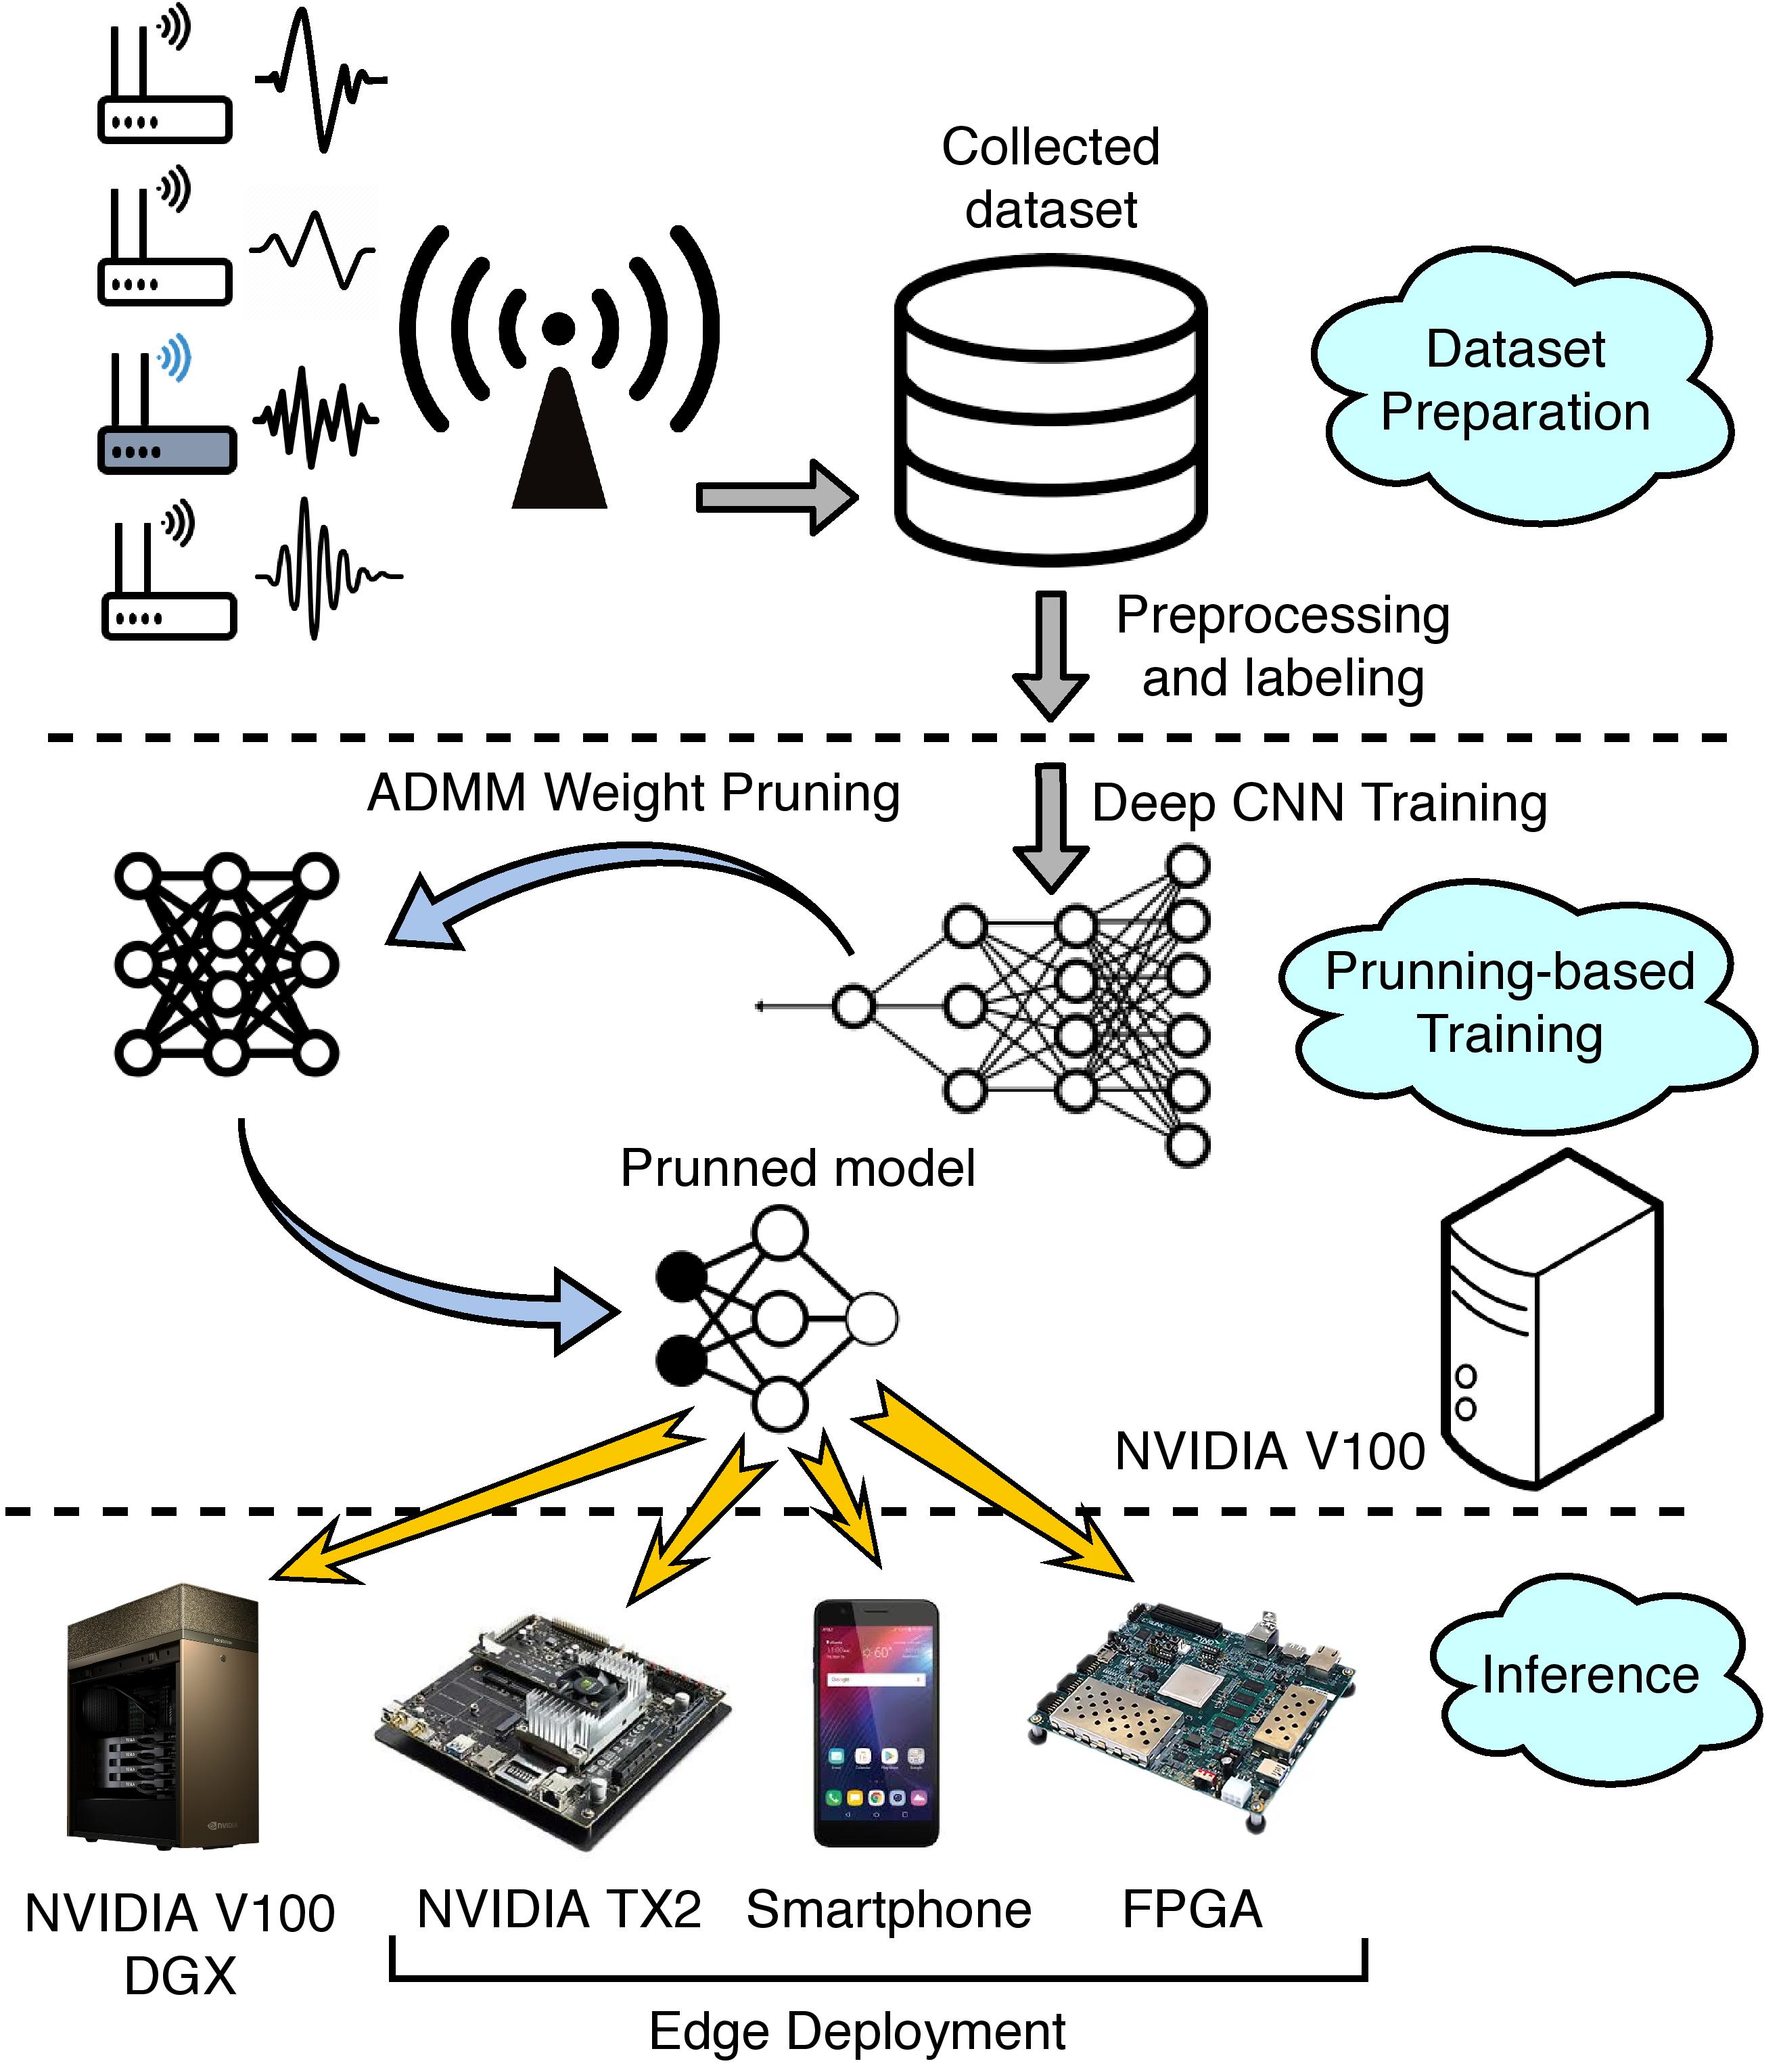 Collected
dataset
Dataset
Preparation
Preprocessing
and labeling
ADMM Weight Pruning
Deep CNN Training
Prunning-based
Training
Prunned model
NVIDIA V100
Inference
NVIDIA V100
DGX
NVIDIA TX2
Smartphone
FPGA
Edge Deployment